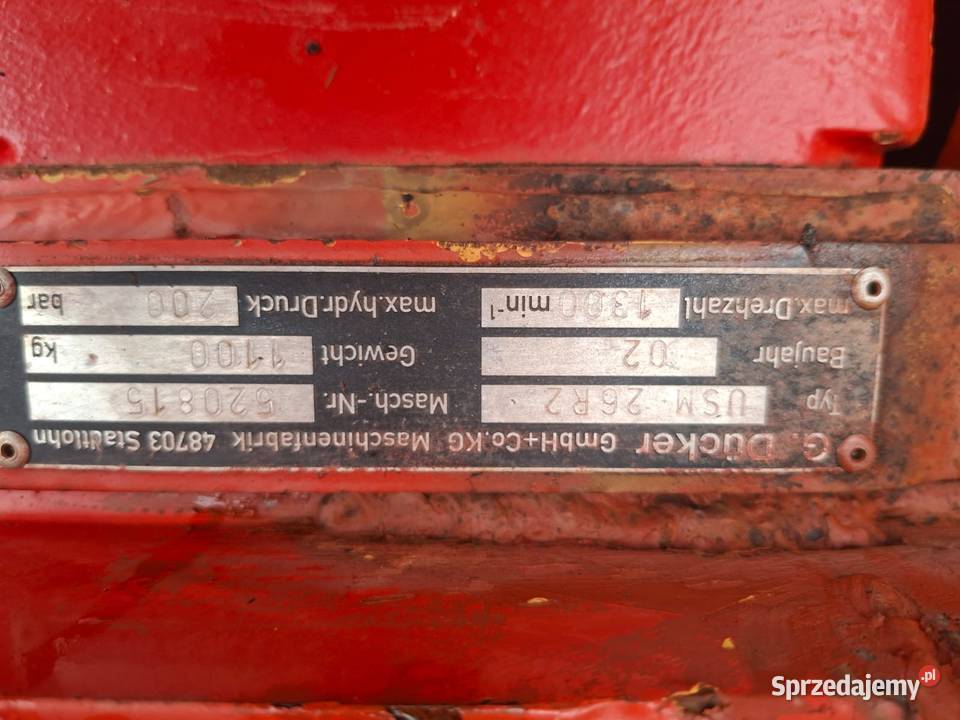 G. Dücker GmbH+Co.KG Maschinenfabrik 48703 Stadtlohn
Typ USM 26R2 Masch.-Nr. 520815
Baujahr 02 Gewicht 1100 kg
max.Drehzahl 1300 min⁻¹ max.hydr.Druck 200 bar
Sprzedajemy.pl